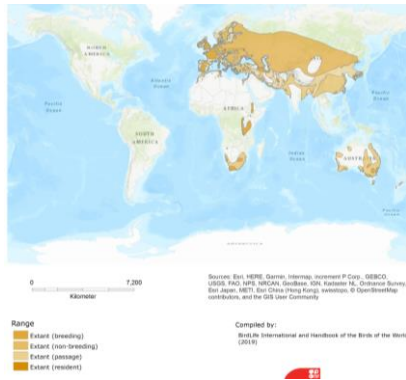 NORTH
AMERICA
Atlantic
Ocean
Pacific
Ocean
Pacific
Ocean
AFRICA
SOUTH
AMERICA
Indian
Ocean
AUSTRALIA
Pacific
Ocean
0 7,200
Kilometer
Sources: Esri, HERE, Garmin, Intermap, increment P Corp., GEBCO,
USGS, FAO, NPS, NRCAN, GeoBase, IGN, Kadaster NL, Ordnance Survey,
Esri Japan, METI, Esri China (Hong Kong), swisstopo, © OpenStreetMap
contributors, and the GIS User Community
Range
Extant (breeding)
Extant (non-breeding)
Extant (passage)
Extant (resident)
Compiled by:
BirdLife International and Handbook of the Birds of the World
(2019)